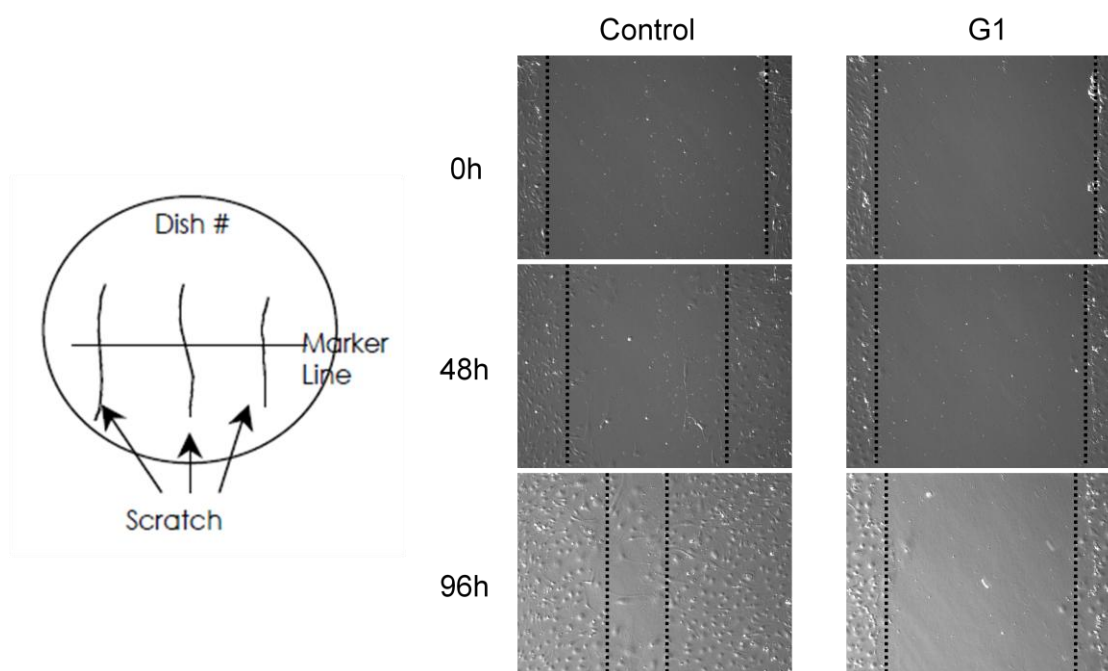 Control
G1
0h
48h
96h
Dish #
Marker
Line
Scratch